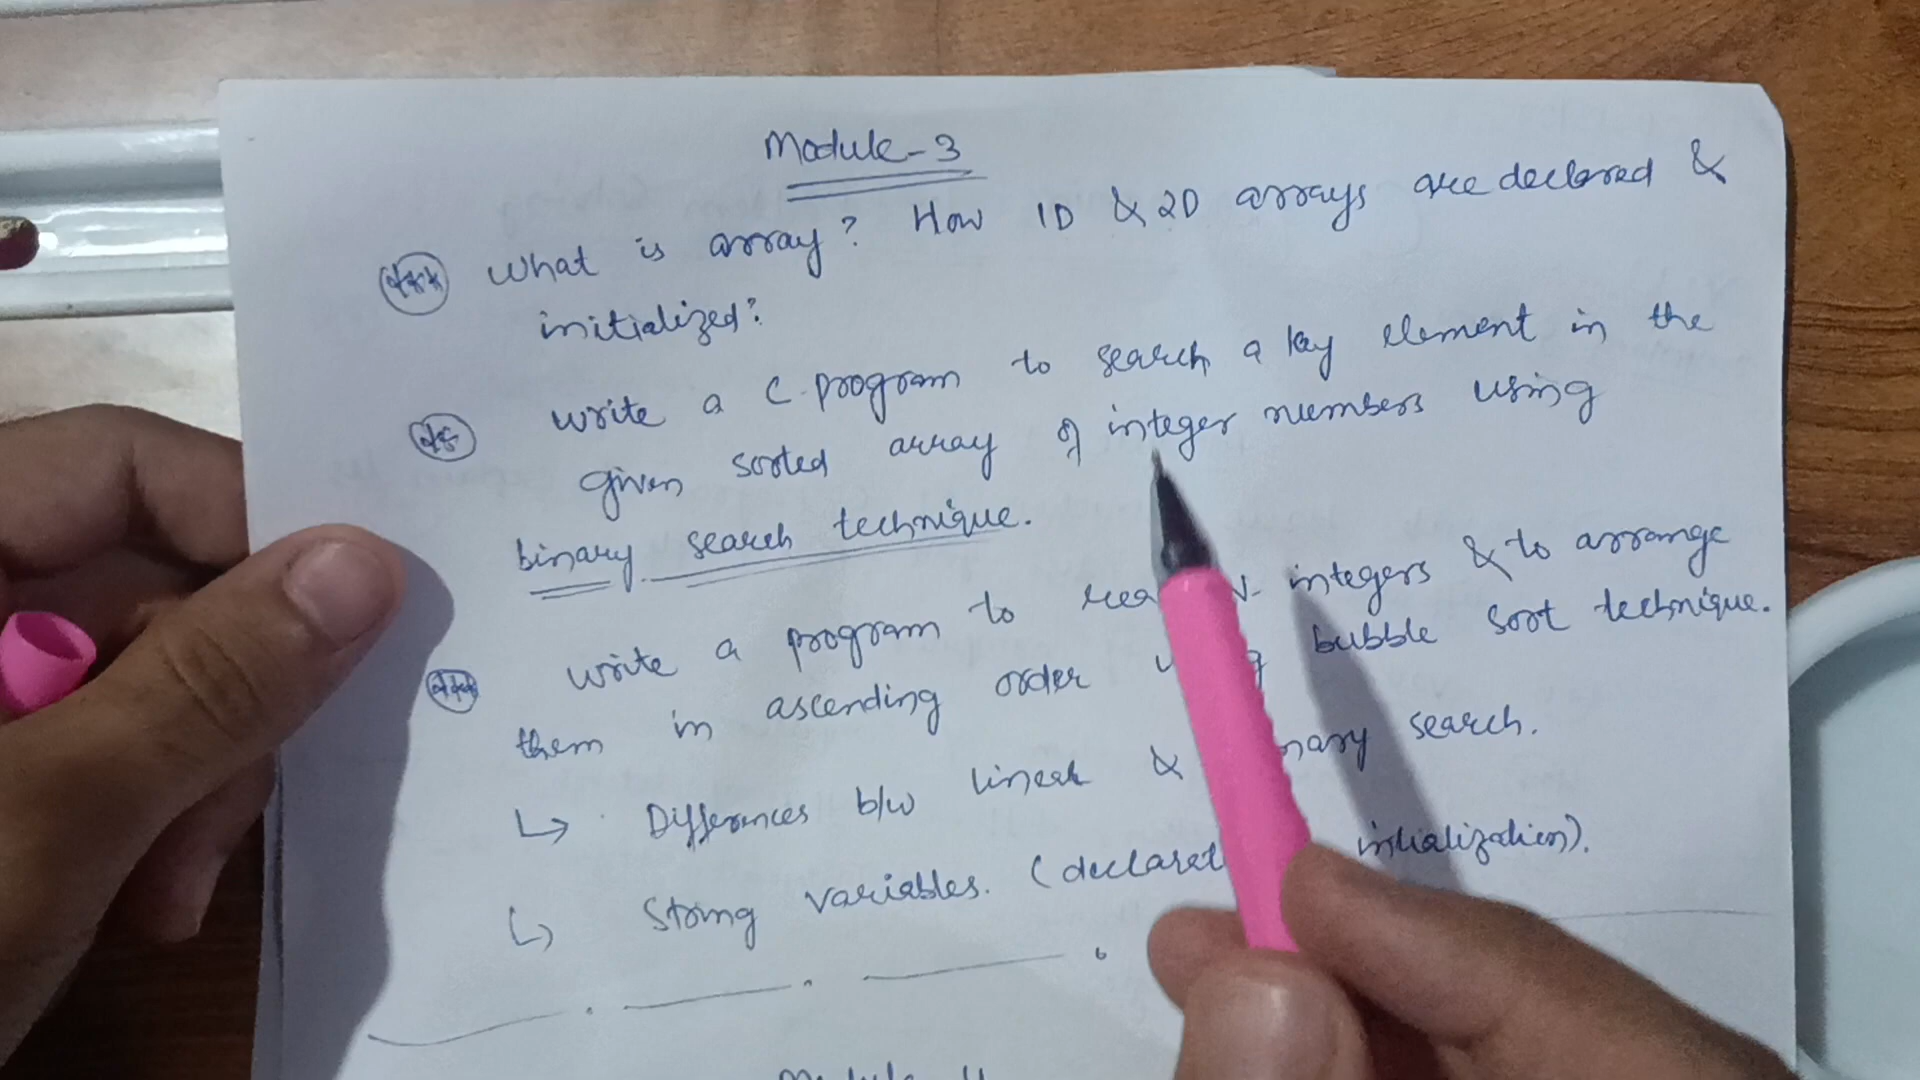 Module-3
*** What is array? How 1D & 2D arrays are declared &
initialized?
** Write a C-program to search a key element in the
given sorted array of integer numbers using
binary search technique.
*** Write a program to integers & to arrange
them in ascending order bubble sort technique.
↳ Differences b/w linear & search.
↳ String variables. (declarat initialization).